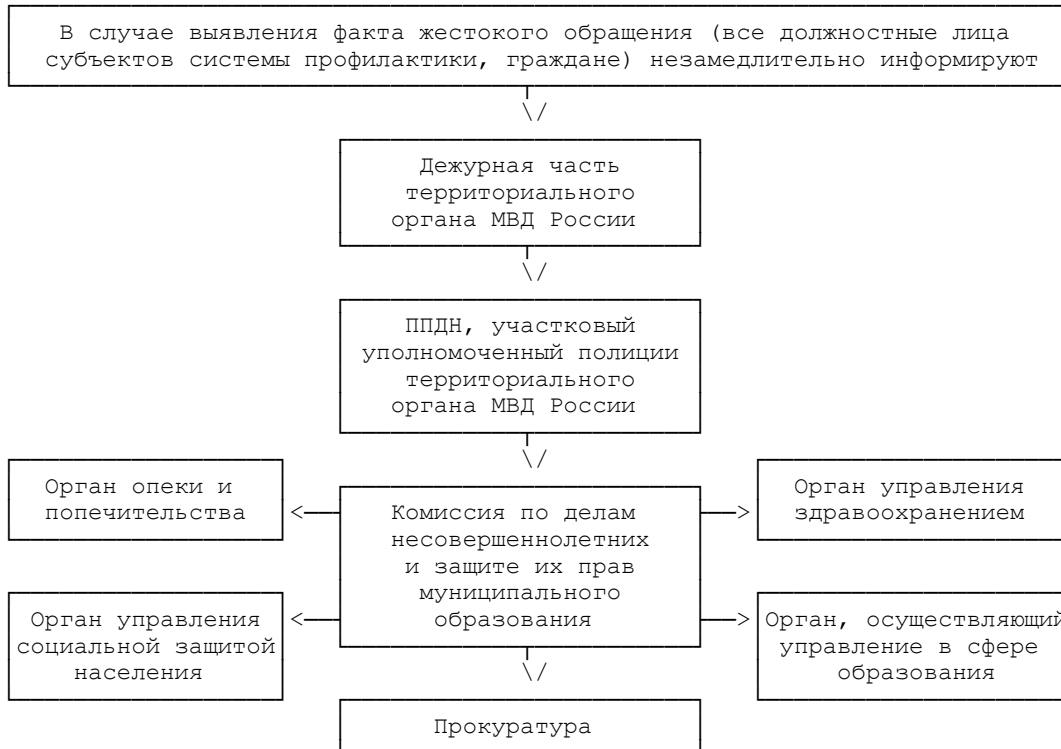 В случае выявления факта жестокого обращения (все должностные лица
субъектов системы профилактики, граждане) незамедлительно информируют
Дежурная часть
территориального
органа МВД России
ППДН, участковый
уполномоченный полиции
территориального
органа МВД России
Орган опеки и
попечительства
Комиссия по делам
несовершеннолетних
и защите их прав
муниципального
образования
Орган управления
здравоохранением
Орган управления
социальной защитой
населения
Орган, осуществляющий
управление в сфере
образования
Прокуратура